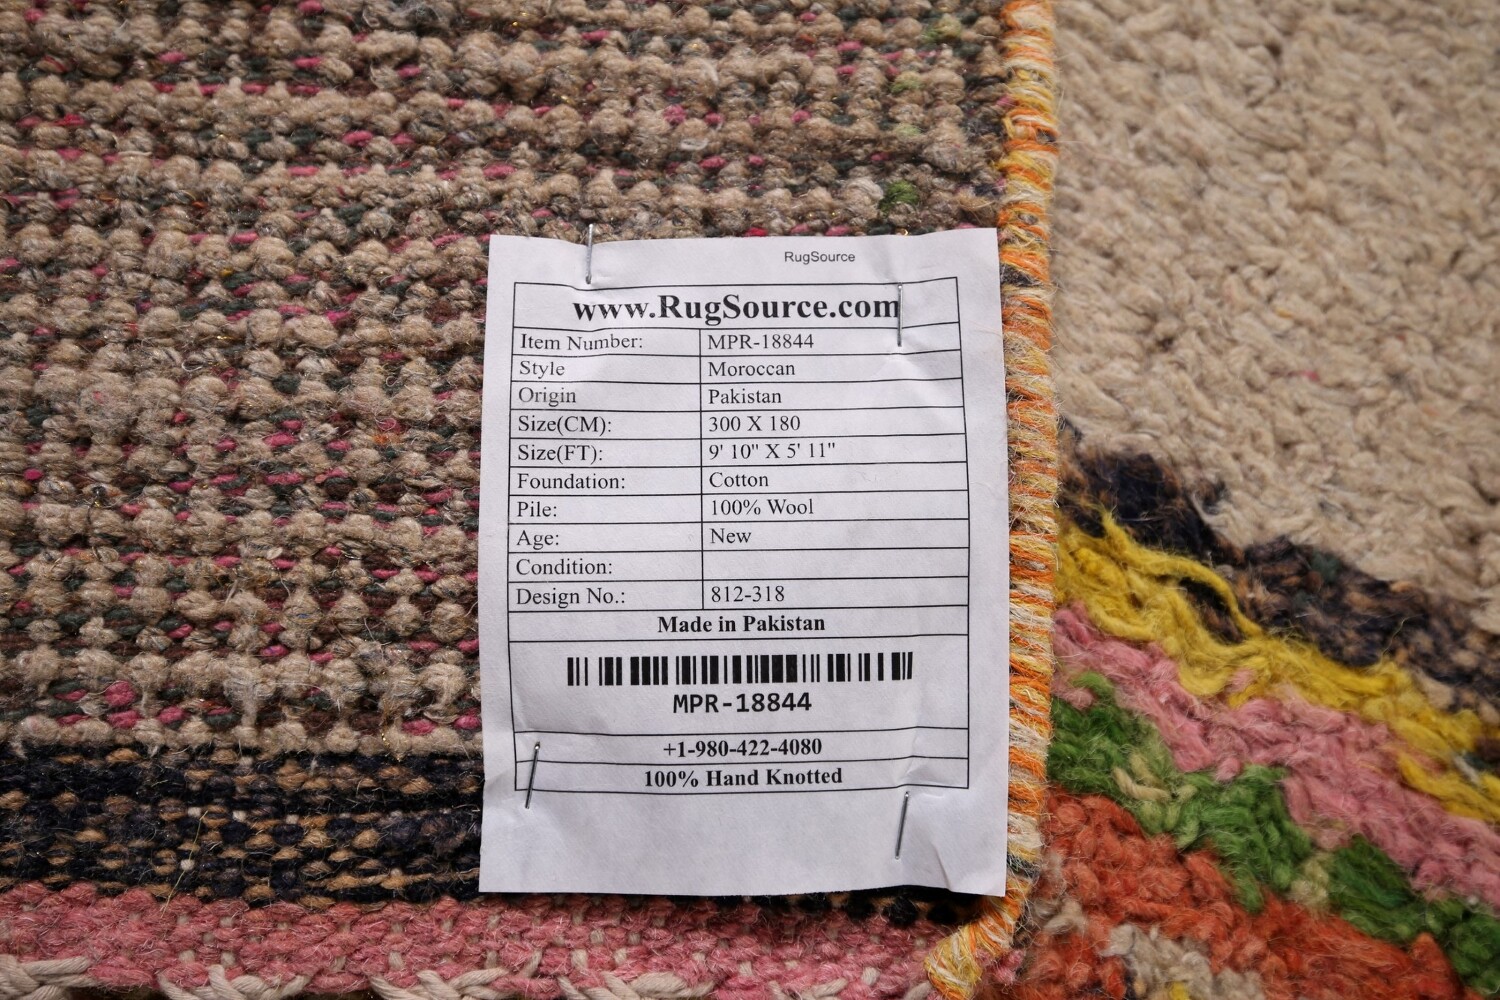 RugSource
www.RugSource.com
Item Number: MPR-18844
Style Moroccan
Origin Pakistan
Size(CM): 300 X 180
Size(FT): 9' 10" X 5' 11"
Foundation: Cotton
Pile: 100% Wool
Age: New
Condition:
Design No.: 812-318
Made in Pakistan
MPR-18844
+1-980-422-4080
100% Hand Knotted